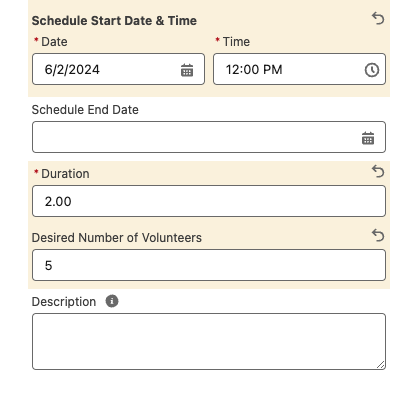 Schedule Start Date & Time
* Date * Time
6/2/2024 12:00 PM
Schedule End Date
* Duration
2.00
Desired Number of Volunteers
5
Description